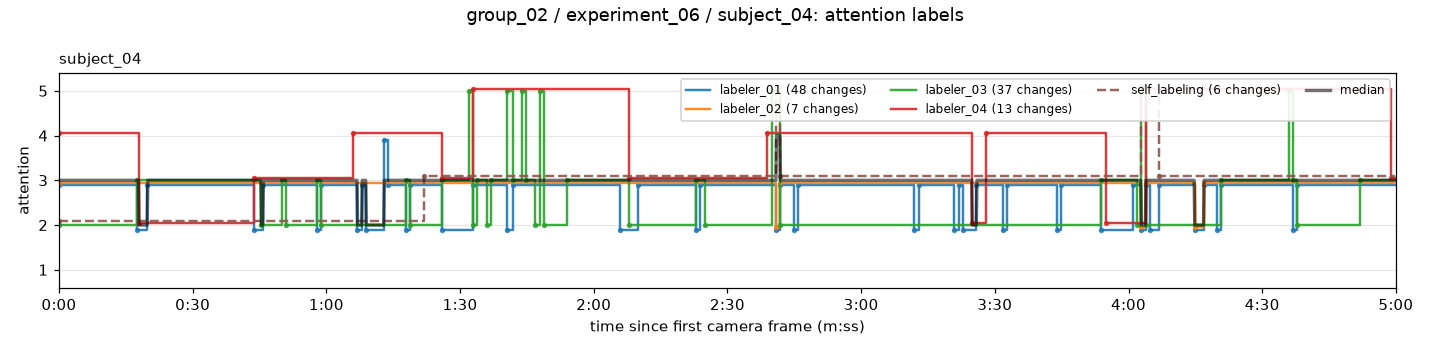 group_02 / experiment_06 / subject_04: attention labels
subject_04
labeler_01 (48 changes)
labeler_02 (7 changes)
labeler_03 (37 changes)
labeler_04 (13 changes)
self_labeling (6 changes)
median
attention
5
4
3
2
1
0:00 0:30 1:00 1:30 2:00 2:30 3:00 3:30 4:00 4:30 5:00
time since first camera frame (m:ss)